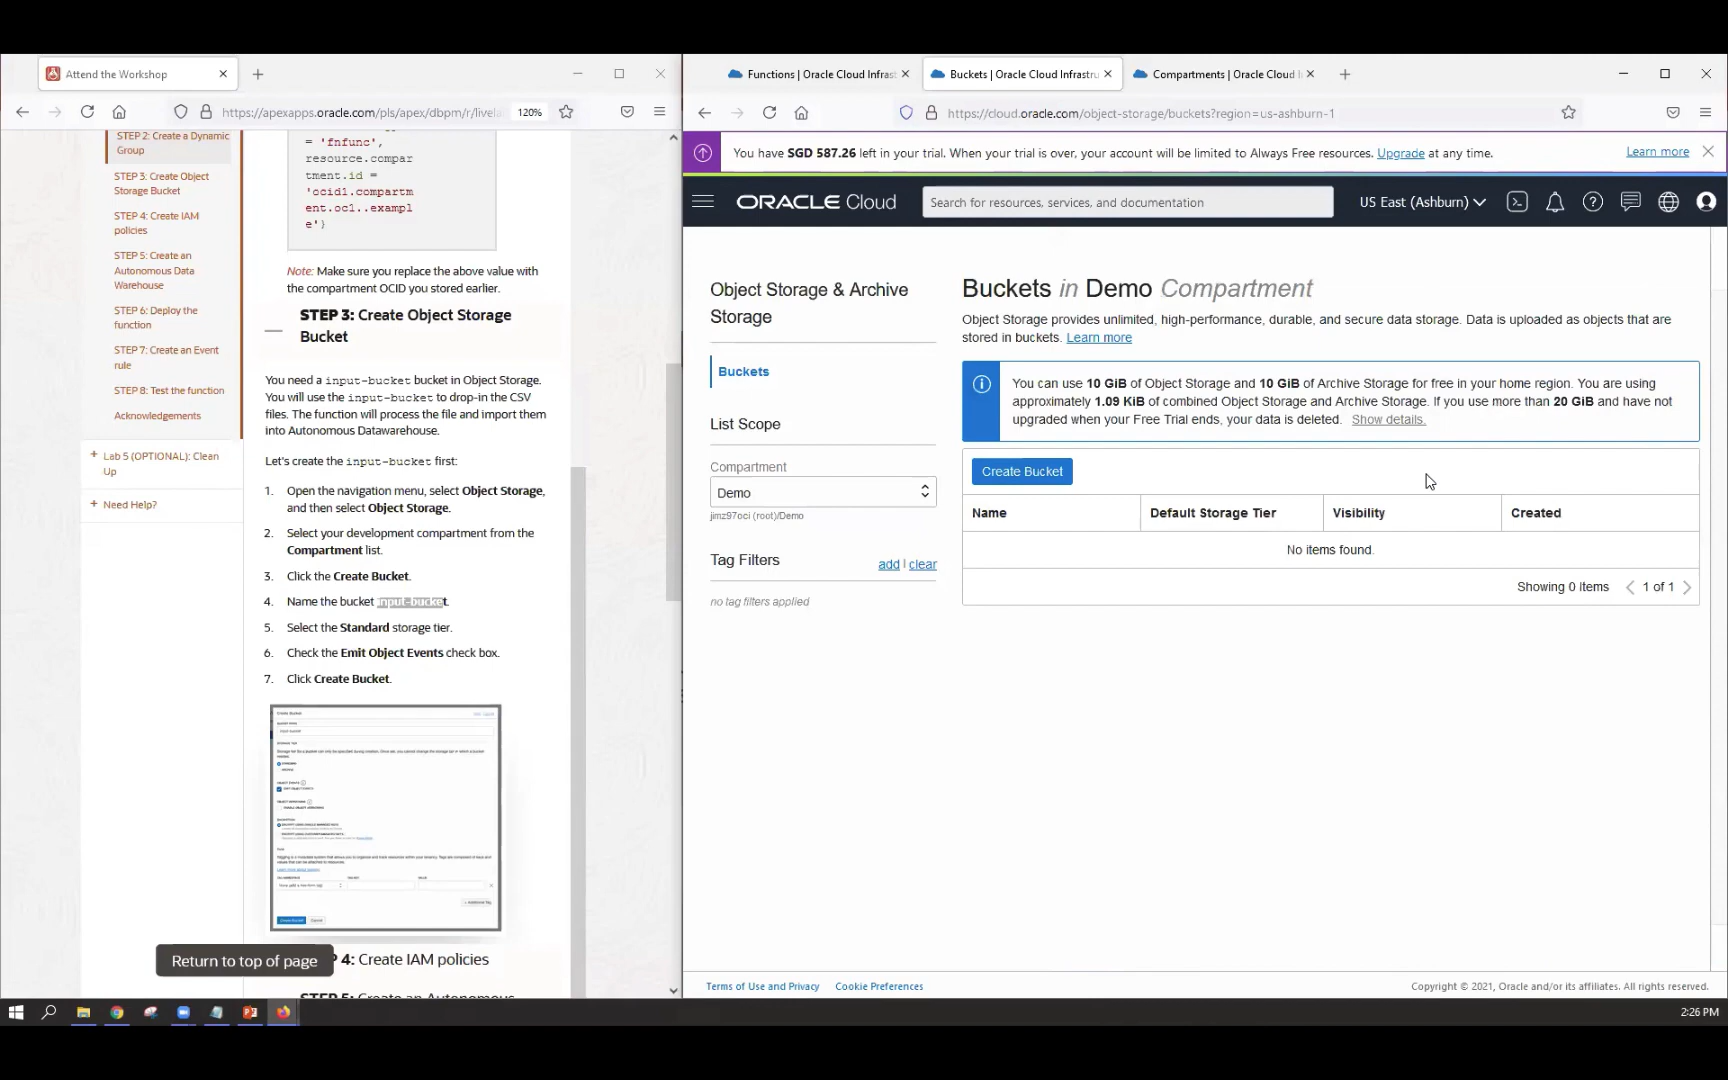 Attend the Workshop
https://apexapps.oracle.com/pls/apex/dbpm/r/livela
120%
STEP 2: Create a Dynamic
Group
STEP 3: Create Object
Storage Bucket
STEP 4: Create IAM
policies
STEP 5: Create an
Autonomous Data
Warehouse
STEP 6: Deploy the
function
STEP 7: Create an Event
rule
STEP 8: Test the function
Acknowledgements
+ Lab 5 (OPTIONAL): Clean
Up
+ Need Help?
= 'fnfunc',
resource.compar
tment.id =
'ocid1.compartm
ent.oc1..exampl
e'}
Note: Make sure you replace the above value with
the compartment OCID you stored earlier.
STEP 3: Create Object Storage
Bucket
You need a input-bucket bucket in Object Storage.
You will use the input-bucket to drop-in the CSV
files. The function will process the file and import them
into Autonomous Datawarehouse.
Let's create the input-bucket first:
1. Open the navigation menu, select Object Storage,
and then select Object Storage.
2. Select your development compartment from the
Compartment list.
3. Click the Create Bucket.
4. Name the bucket input-bucket.
5. Select the Standard storage tier.
6. Check the Emit Object Events check box.
7. Click Create Bucket.
Return to top of page
4: Create IAM policies
STEP 5: Create an Autonomous
Functions | Oracle Cloud Infrast
Buckets | Oracle Cloud Infrastru
Compartments | Oracle Cloud I
https://cloud.oracle.com/object-storage/buckets?region=us-ashburn-1
You have SGD 587.26 left in your trial. When your trial is over, your account will be limited to Always Free resources. Upgrade at any time.
Learn more
ORACLE Cloud
Search for resources, services, and documentation
US East (Ashburn)
Object Storage & Archive
Storage
Buckets
List Scope
Compartment
Demo
jimz97oci (root)/Demo
Tag Filters
add | clear
no tag filters applied
Buckets in Demo Compartment
Object Storage provides unlimited, high-performance, durable, and secure data storage. Data is uploaded as objects that are
stored in buckets. Learn more
You can use 10 GiB of Object Storage and 10 GiB of Archive Storage for free in your home region. You are using
approximately 1.09 KiB of combined Object Storage and Archive Storage. If you use more than 20 GiB and have not
upgraded when your Free Trial ends, your data is deleted. Show details.
Create Bucket
Name Default Storage Tier Visibility Created
No items found.
Showing 0 Items
1 of 1
Terms of Use and Privacy
Cookie Preferences
Copyright © 2021, Oracle and/or its affiliates. All rights reserved.
2:26 PM